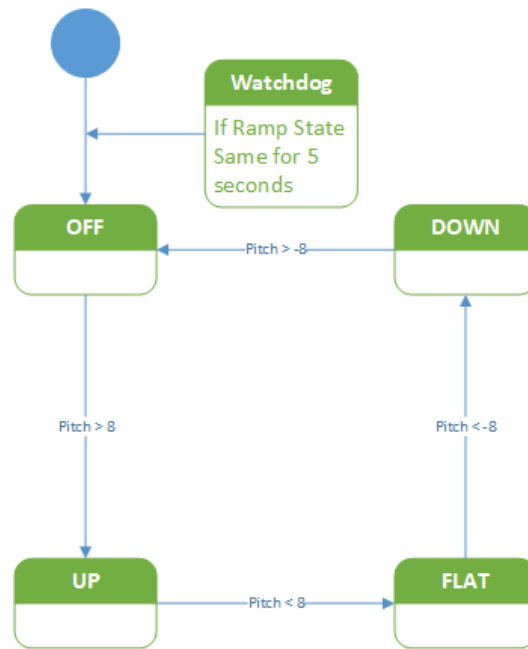 Watchdog
If Ramp State
Same for 5
seconds
OFF
DOWN
Pitch > -8
Pitch > 8
Pitch < -8
UP
FLAT
Pitch < 8